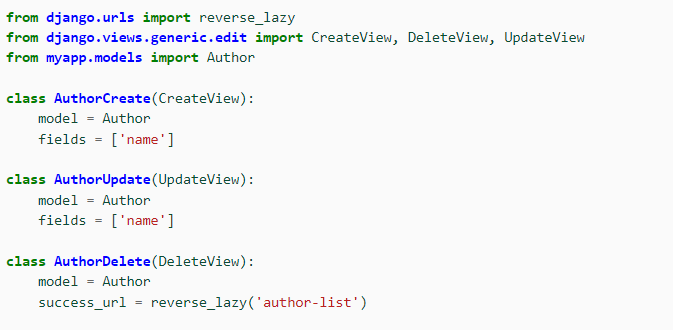 from django.urls import reverse_lazy
from django.views.generic.edit import CreateView, DeleteView, UpdateView
from myapp.models import Author

class AuthorCreate(CreateView):
    model = Author
    fields = ['name']

class AuthorUpdate(UpdateView):
    model = Author
    fields = ['name']

class AuthorDelete(DeleteView):
    model = Author
    success_url = reverse_lazy('author-list')